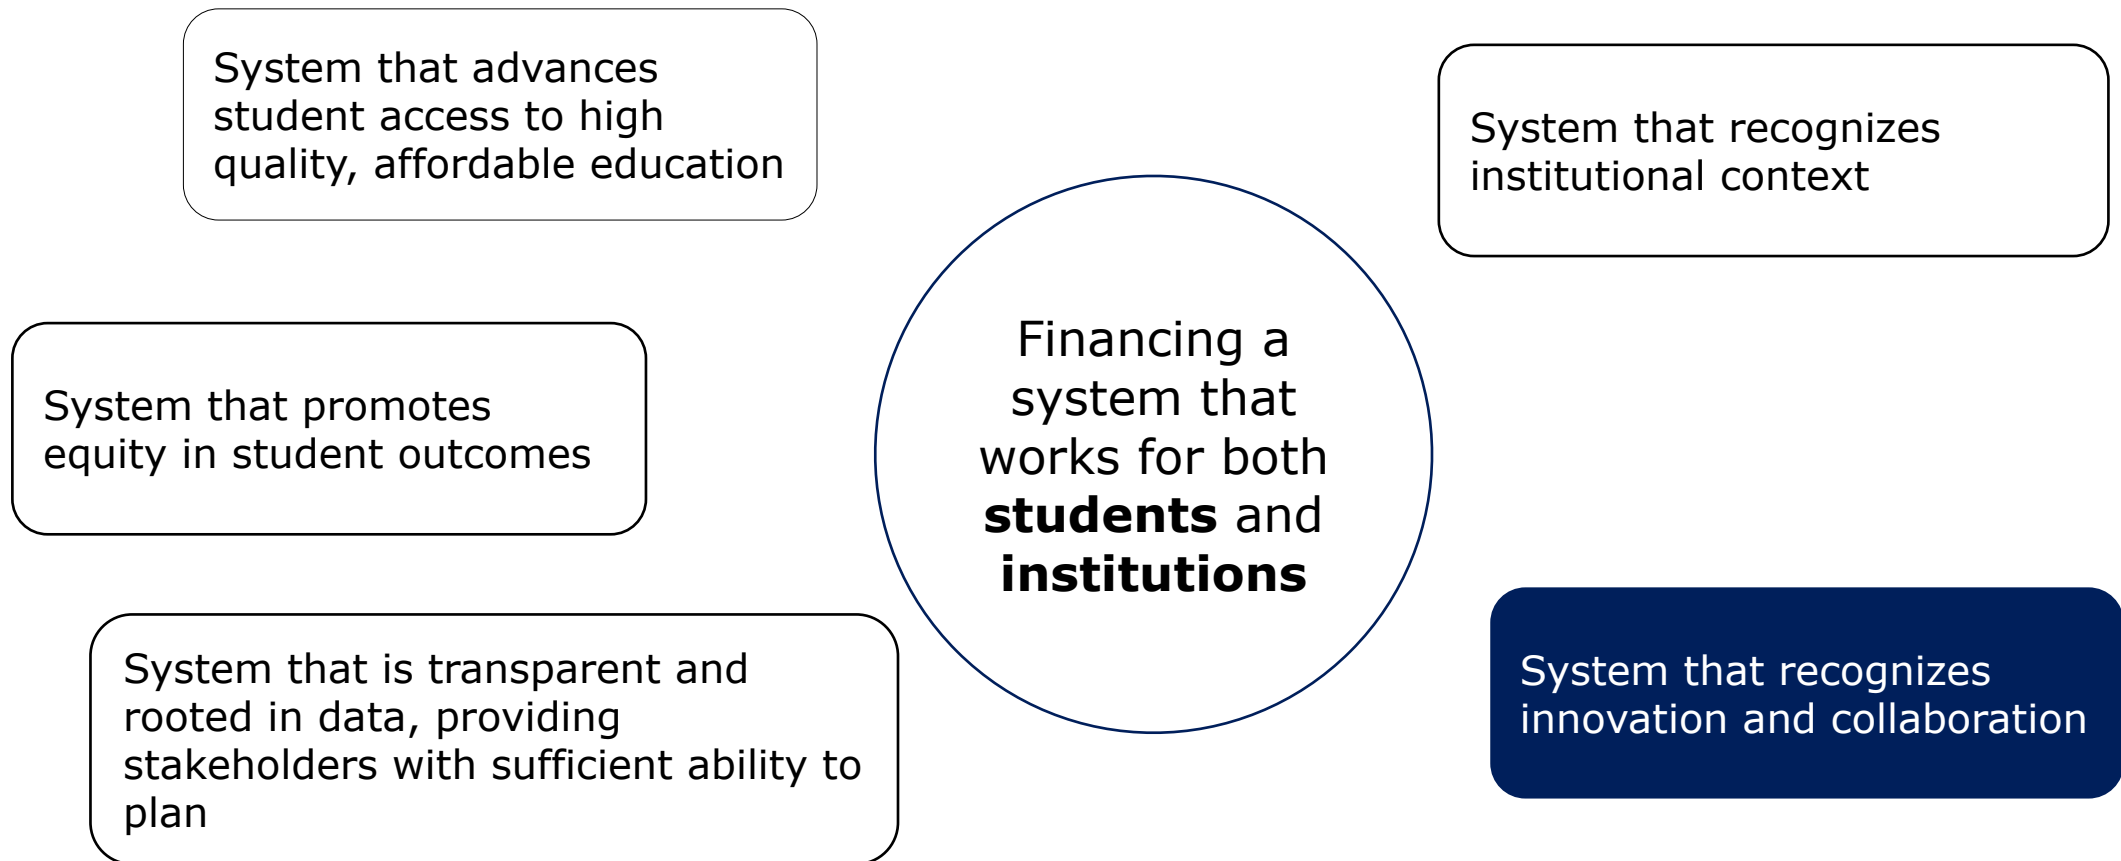 System that advances
student access to high
quality, affordable education
System that promotes
equity in student outcomes
System that is transparent and
rooted in data, providing
stakeholders with sufficient ability to
plan
Financing a
system that
works for both
students and
institutions
System that recognizes
institutional context
System that recognizes
innovation and collaboration